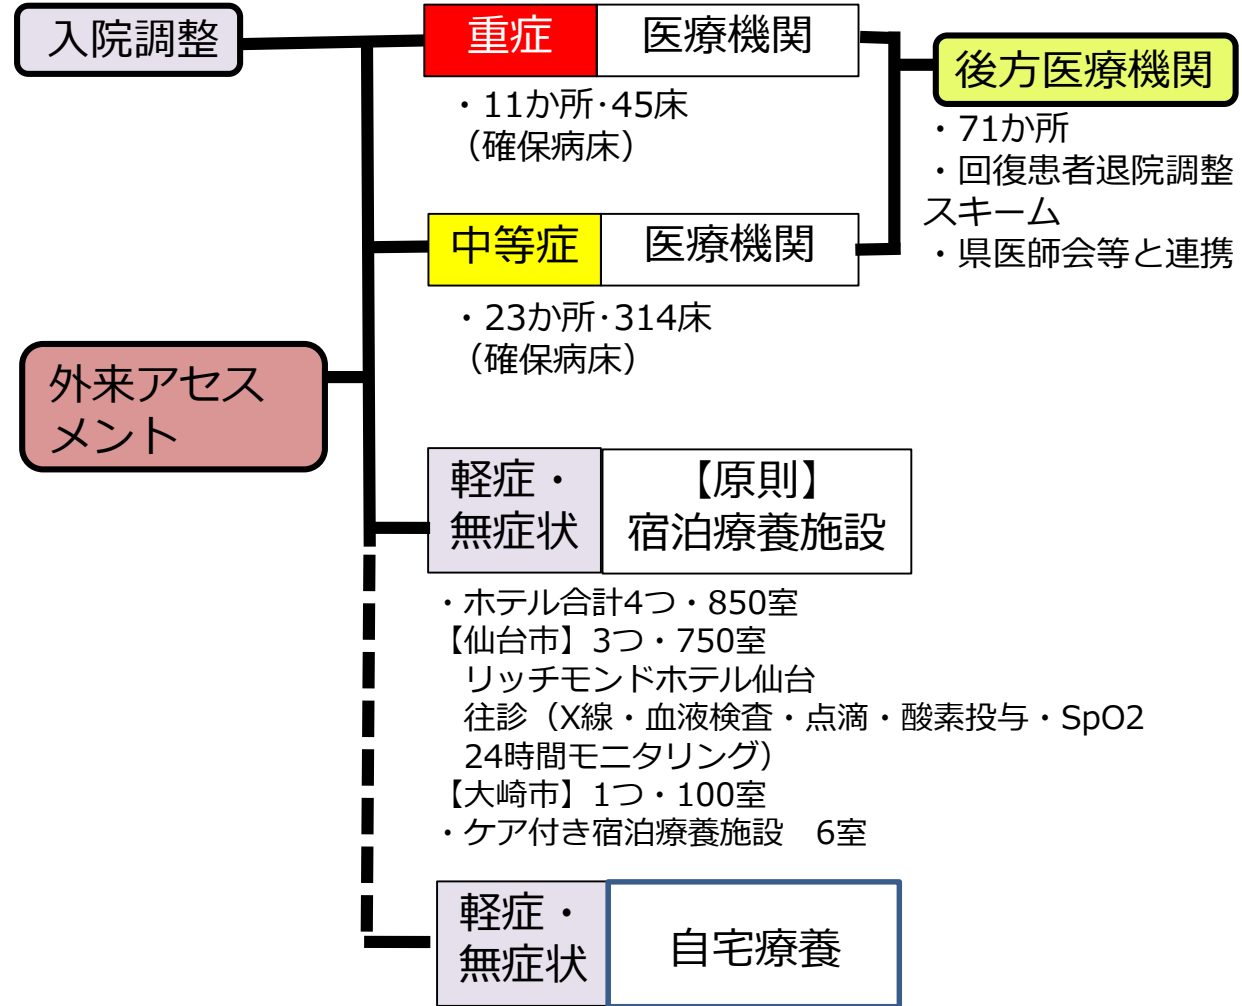 入院調整
重症
医療機関
・11か所･45床
（確保病床）
後方医療機関
・71か所
・回復患者退院調整
スキーム
・県医師会等と連携
中等症
医療機関
・23か所･314床
（確保病床）
外来アセス
メント
軽症・
無症状
【原則】
宿泊療養施設
・ホテル合計4つ・850室
【仙台市】3つ・750室
リッチモンドホテル仙台
往診（X線・血液検査・点滴・酸素投与・SpO2
24時間モニタリング）
【大崎市】1つ・100室
・ケア付き宿泊療養施設　6室
軽症・
無症状
自宅療養